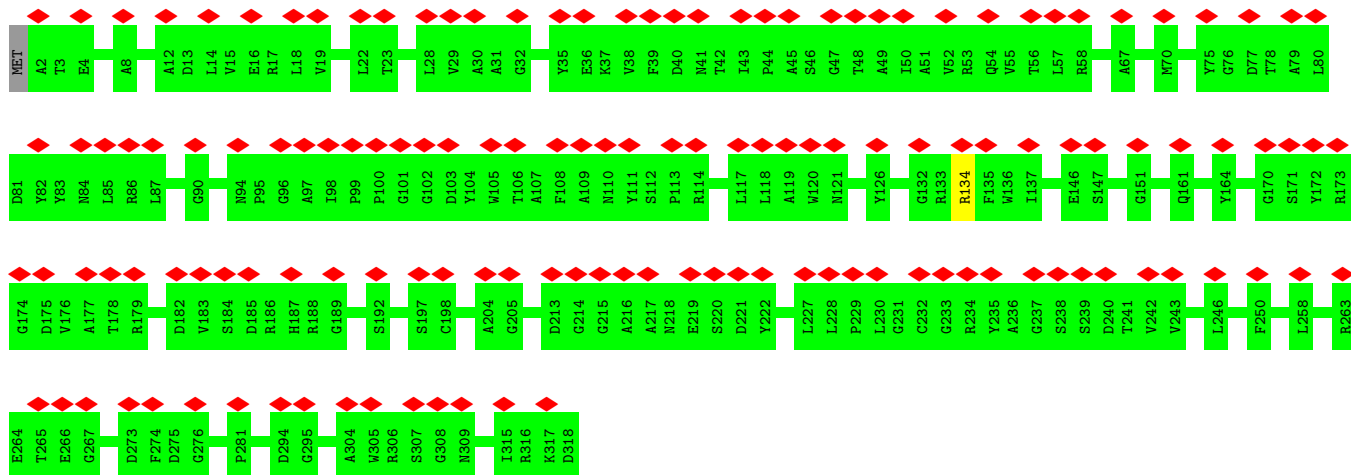 MET A2 T3 E4 A8 A12 D13 L14 V15 E16 R17 L18 V19 L22 T23 L28 V29 A30 A31 G32 Y35 E36 K37 V38 F39 D40 N41 T42 I43 P44 A45 S46 G47 T48 A49 I50 A51 V52 R53 Q54 V55 T56 L57 R58 A67 M70 Y75 G76 D77 T78 A79 L80
D81 Y82 Y83 N84 L85 R86 L87 G90 N94 P95 G96 A97 I98 P99 P100 G101 G102 D103 Y104 W105 T106 A107 F108 A109 N110 Y111 S112 P113 R114 L117 L118 A119 W120 N121 Y126 G132 R133 R134 F135 W136 I137 E146 S147 G151 Q161 Y164 G170 S171 Y172 R173
G174 D175 V176 A177 T178 R179 D182 V183 S184 D185 R186 H187 R188 G189 S192 S197 C198 A204 G205 D213 G214 G215 A216 A217 N218 E219 S220 D221 Y222 L227 L228 P229 L230 G231 C232 G233 R234 Y235 A236 G237 S238 S239 D240 T241 V242 V243 L246 F250 L258 R263
E264 T265 E266 G267 D273 F274 D275 G276 P281 D294 G295 A304 W305 R306 S307 G308 N309 I315 R316 K317 D318